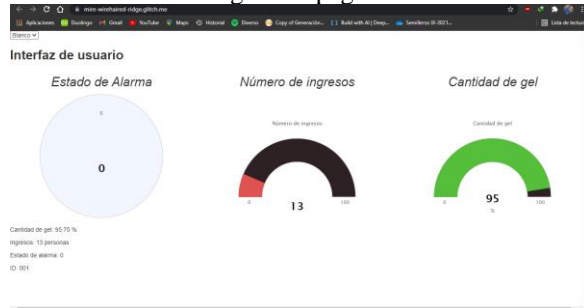 mire-wirehaired-ridge.glitch.me
Aplicaciones Duolingo Gmail YouTube Maps Historial Diverso Copy of Generación... Build with AI | Deep... Semilleros IX-2021... Lista de lectura
Blanco
Interfaz de usuario
Estado de Alarma Número de ingresos Cantidad de gel
0 Número de ingresos Cantidad de gel
0
0 13 100 0 95 100
%
Cantidad de gel: 95,75 %
Ingresos: 13 personas
Estado de alarma: 0
ID: 001